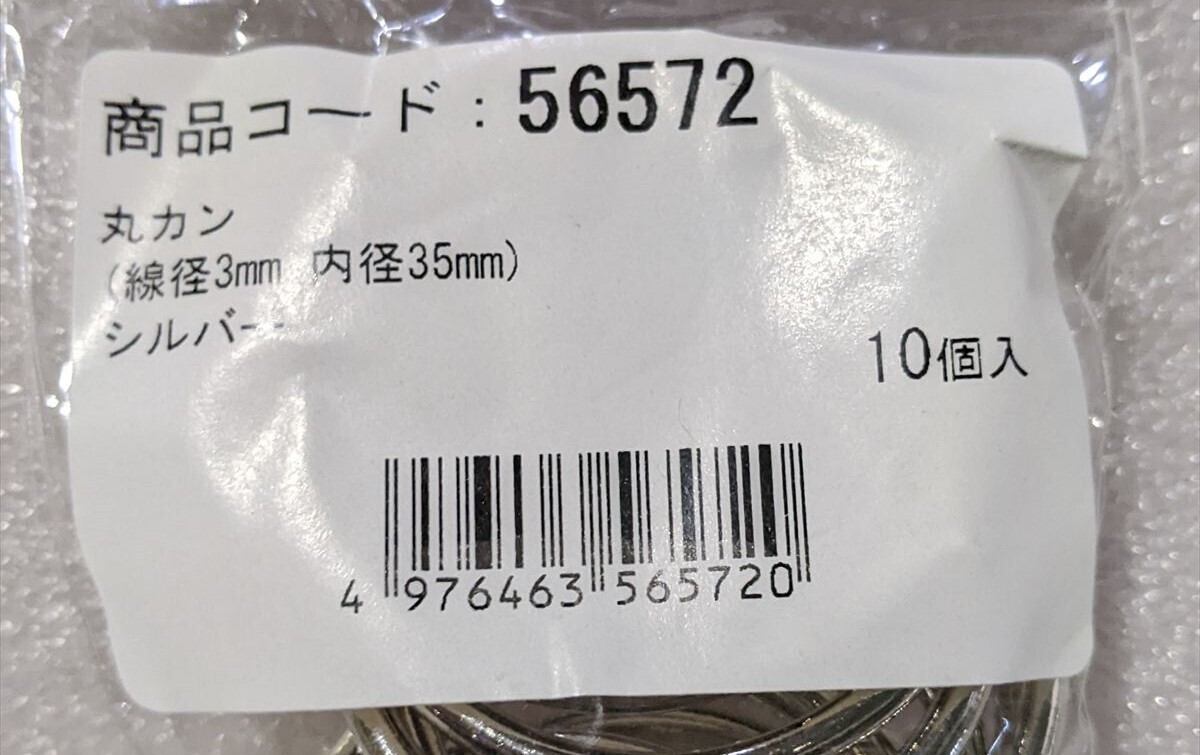 商品コード：56572
丸カン
(線径3mm 内径35mm)
シルバー
10個入
4 976463 565720